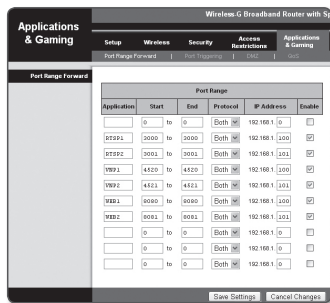 Wireless-G Broadband Router with Sp
Applications
& Gaming
Setup Wireless Security Access Restrictions Applications & Gaming
Port Range Forward | Port Triggering | DMZ | QoS
Port Range Forward
Port Range
Application Start End Protocol IP Address Enable
0 to 0 Both 192.168.1. 0
RTSP1 3000 to 3000 Both 192.168.1. 100
RTSP2 3001 to 3001 Both 192.168.1. 101
VNP1 4520 to 4520 Both 192.168.1. 100
VNP2 4521 to 4521 Both 192.168.1. 101
WEB1 8080 to 8080 Both 192.168.1. 100
WEB2 8081 to 8081 Both 192.168.1. 101
0 to 0 Both 192.168.1. 0
0 to 0 Both 192.168.1. 0
0 to 0 Both 192.168.1. 0
Save Settings Cancel Changes